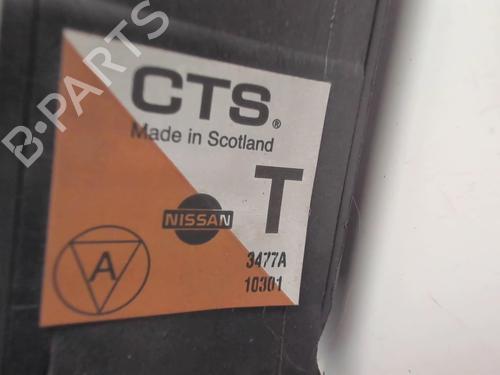 B·PARTS
CTS®
Made in Scotland
T
NISSAN
A
3477A
10301